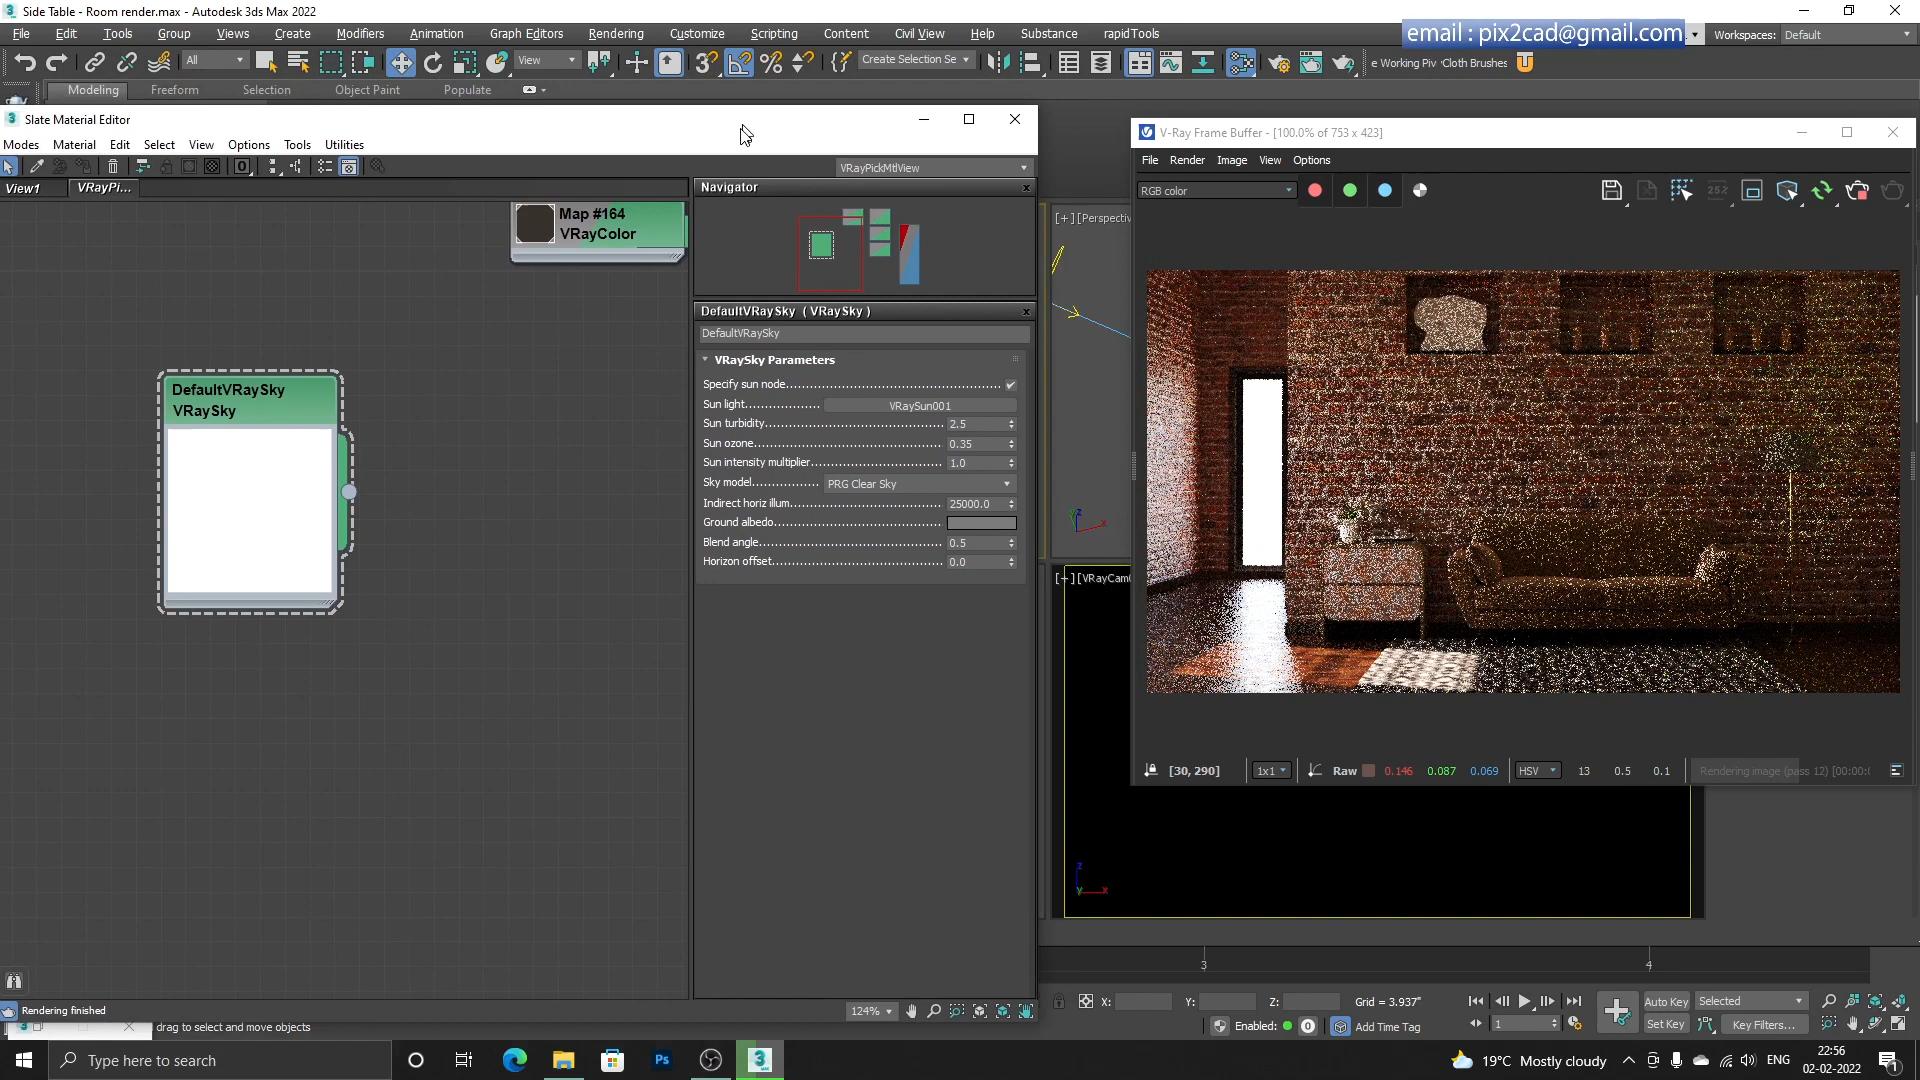 Side Table - Room render.max - Autodesk 3ds Max 2022
File Edit Tools Group Views Create Modifiers Animation Graph Editors Rendering Customize Scripting Content Civil View Help Substance rapidTools
email : pix2cad@gmail.com
Workspaces: Default
All
View
Create Selection Se
e Working Piv
Cloth Brushes
Modeling Freeform Selection Object Paint Populate
Slate Material Editor
Modes Material Edit Select View Options Tools Utilities
VRayPickMtlView
View1 VRayPi...
Navigator
Map #164
VRayColor
DefaultVRaySky ( VRaySky )
DefaultVRaySky
VRaySky Parameters
Specify sun node
Sun light VRaySun001
Sun turbidity 2.5
Sun ozone 0.35
Sun intensity multiplier 1.0
Sky model PRG Clear Sky
Indirect horiz illum 25000.0
Ground albedo
Blend angle 0.5
Horizon offset 0.0
DefaultVRaySky
VRaySky
V-Ray Frame Buffer - [100.0% of 753 x 423]
File Render Image View Options
RGB color
25%
[+][Perspectiv
[+][VRayCam
[30, 290] 1x1 Raw 0.146 0.087 0.069 HSV 13 0.5 0.1 Rendering image (pass 12) [00:00:
3 4
Rendering finished
124%
drag to select and move objects
X: Y: Z: Grid = 3.937"
Enabled: 0 Add Time Tag
1
Auto Key Selected
Set Key Key Filters...
Type here to search
19°C Mostly cloudy
ENG
22:56
02-02-2022